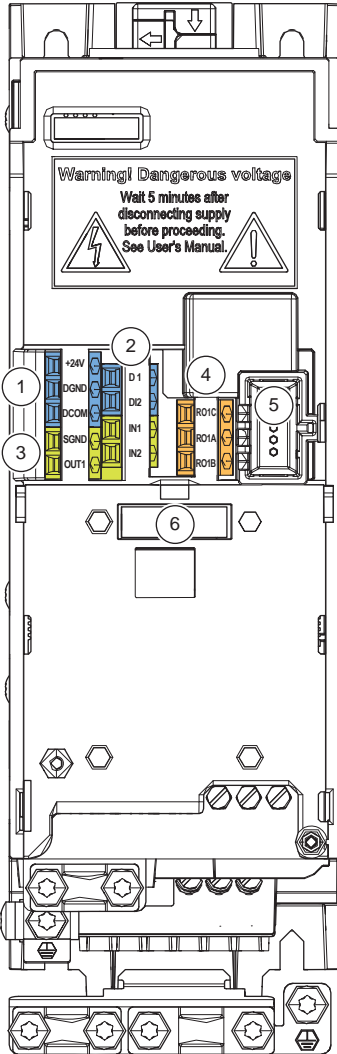 Warning! Dangerous voltage
Wait 5 minutes after
disconnecting supply
before proceeding.
See User's Manual.
1
2
3
4
5
6
+24V
DGND
DCOM
SGND
OUT1
D 1
DI2
IN1
IN2
RO1C
RO1A
RO1B